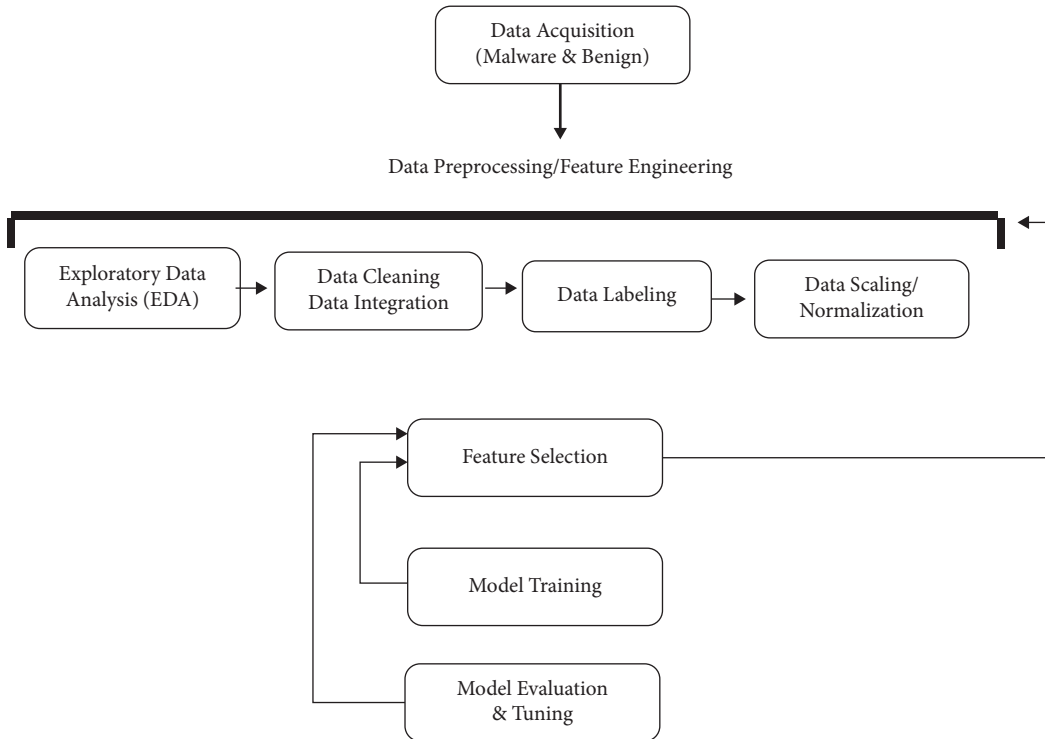 Data Acquisition
(Malware & Benign)
Data Preprocessing/Feature Engineering
Exploratory Data
Analysis (EDA)
Data Cleaning
Data Integration
Data Labeling
Data Scaling/
Normalization
Feature Selection
Model Training
Model Evaluation
& Tuning